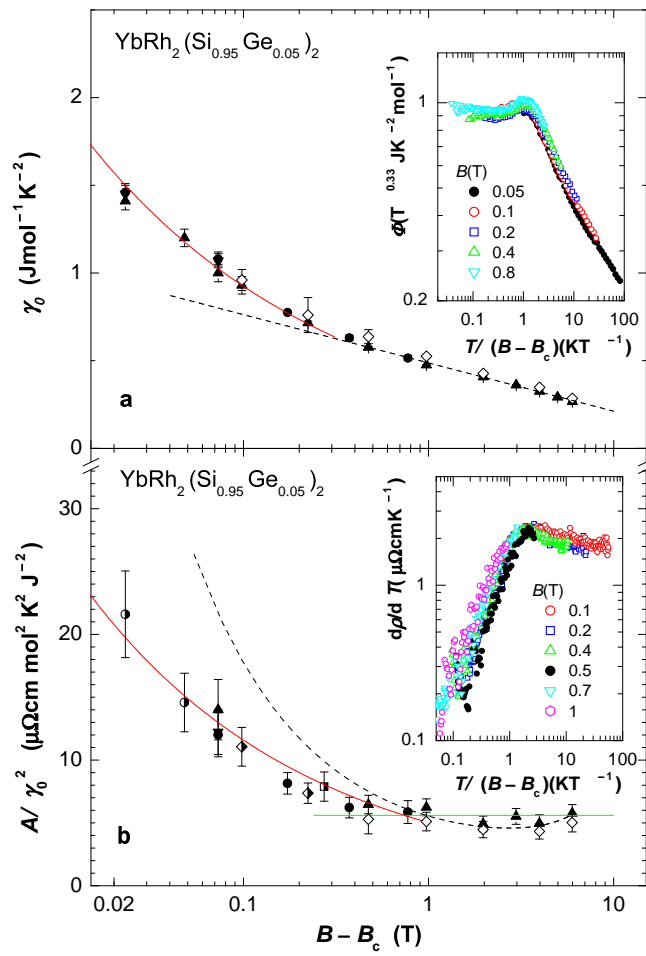 YbRh2(Si0.95Ge0.05)2
2
1
0
γ0 (Jmol−1 K−2)
a
Φ(T 0.33 JK−2 mol−1)
1
0.2
B(T)
0.05
0.1
0.2
0.4
0.8
0.1 1 10 100
T/ (B−Bc)(KT −1)
YbRh2(Si0.95Ge0.05)2
30
20
10
0
A/γ0² (μΩcm mol² K² J−2)
b
dρ/d T( μΩcmK−1)
1
0.1
B(T)
0.1
0.2
0.4
0.5
0.7
1
0.1 1 10 100
T/ (B−Bc)(KT −1)
0.02 0.1 1 10
B−Bc (T)